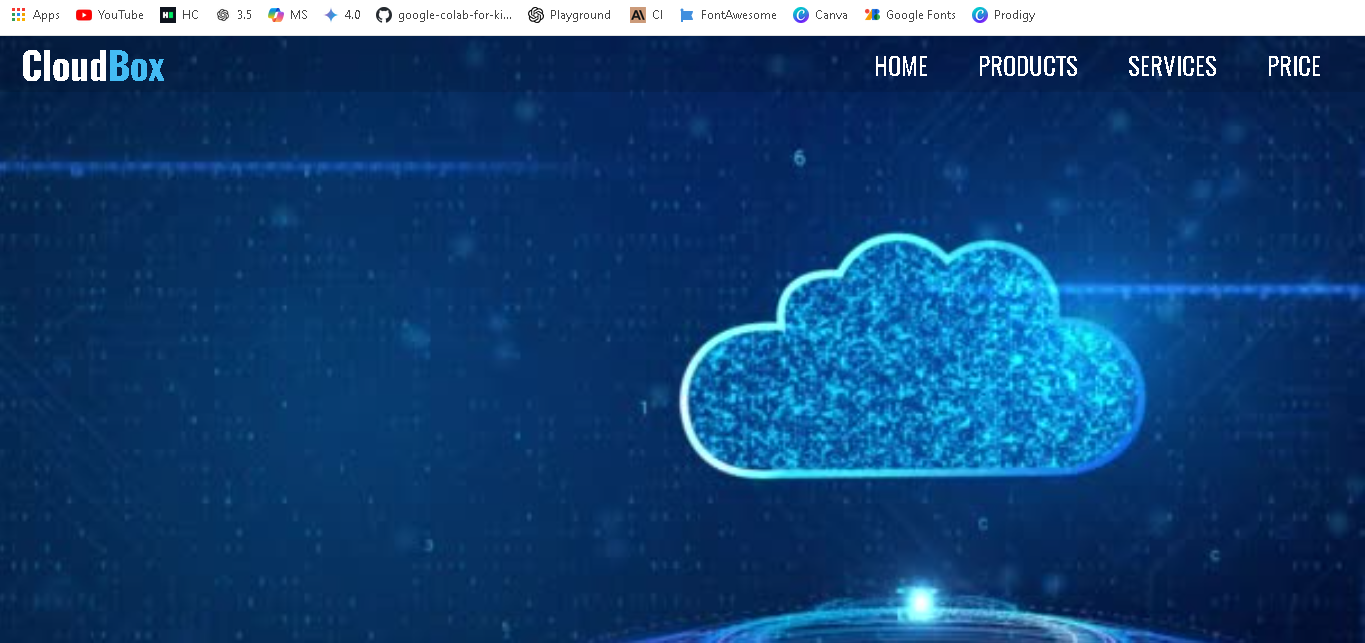 Apps YouTube HC 3.5 MS 4.0 google-colab-for-ki... Playground AI CI FontAwesome Canva Google Fonts Prodigy
CloudBox HOME PRODUCTS SERVICES PRICE
6
1
C
3
C